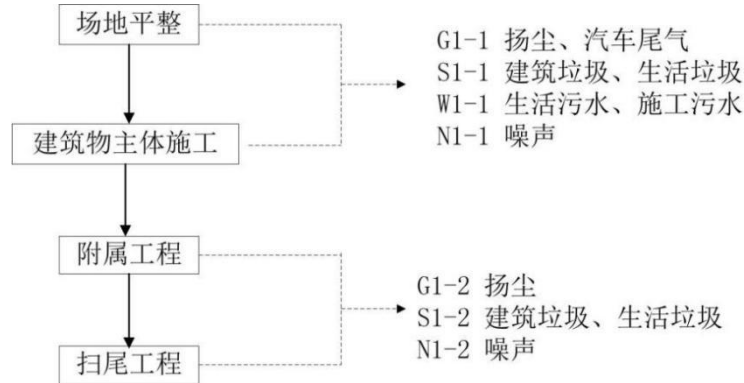 场地平整
G1-1 扬尘、汽车尾气
S1-1 建筑垃圾、生活垃圾
W1-1 生活污水、施工污水
N1-1 噪声
建筑物主体施工
附属工程
G1-2 扬尘
S1-2 建筑垃圾、生活垃圾
N1-2 噪声
扫尾工程